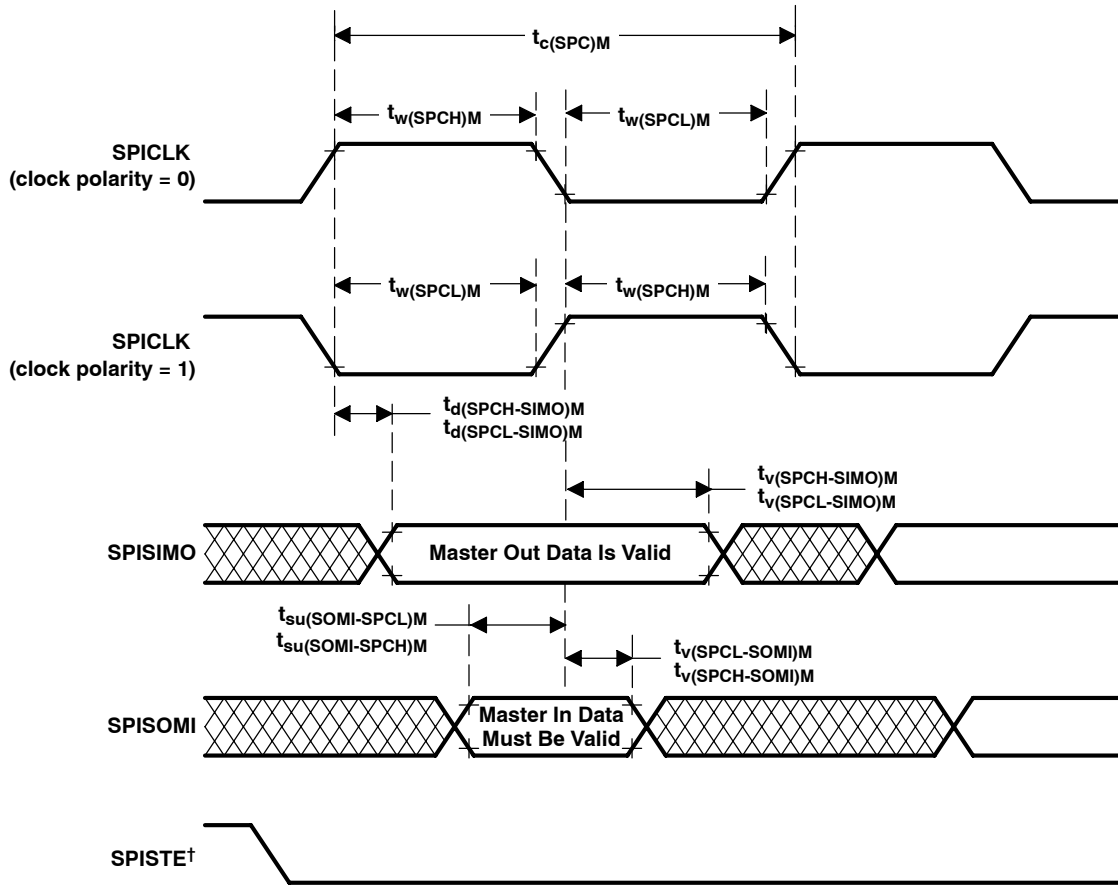 tc(SPC)M
tw(SPCH)M
tw(SPCL)M
SPICLK
(clock polarity = 0)
tw(SPCL)M
tw(SPCH)M
SPICLK
(clock polarity = 1)
td(SPCH-SIMO)M
td(SPCL-SIMO)M
tv(SPCH-SIMO)M
tv(SPCL-SIMO)M
SPISIMO
Master Out Data Is Valid
tsu(SOMI-SPCL)M
tsu(SOMI-SPCH)M
tv(SPCL-SOMI)M
tv(SPCH-SOMI)M
SPISOMI
Master In Data
Must Be Valid
SPISTE†